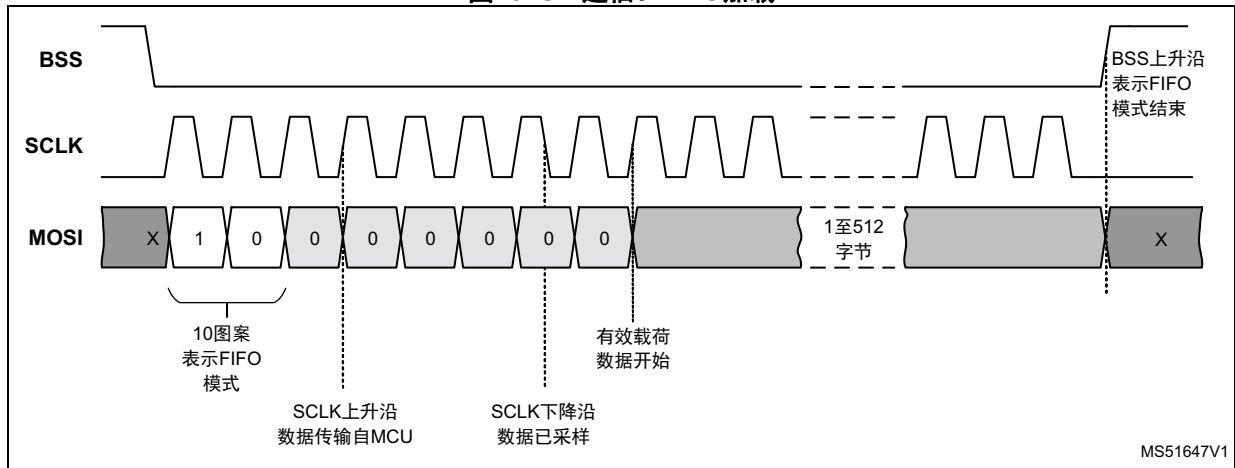 BSS
BSS上升沿
表示FIFO
模式结束
SCLK
MOSI
X 1 0 0 0 0 0 0 0
1至512
字节
X
10图案
表示FIFO
模式
有效载荷
数据开始
SCLK上升沿
数据传输自MCU
SCLK下降沿
数据已采样
MS51647V1